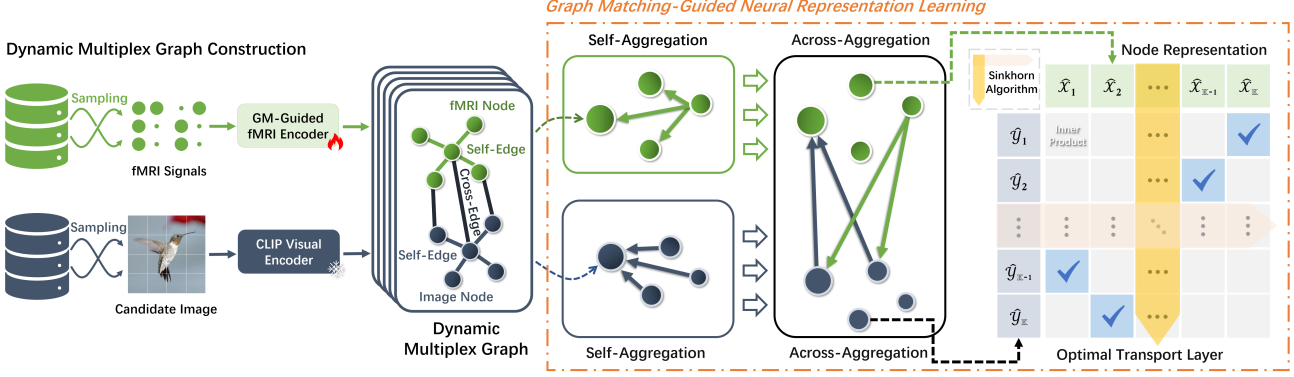 Graph Matching-Guided Neural Representation Learning
Dynamic Multiplex Graph Construction
Sampling
fMRI Signals
GM-Guided
fMRI Encoder
Sampling
Candidate Image
CLIP Visual
Encoder
fMRI Node
Self-Edge
Cross-Edge
Self-Edge
Image Node
Dynamic
Multiplex Graph
Self-Aggregation
Self-Aggregation
Across-Aggregation
Across-Aggregation
Node Representation
Sinkhorn
Algorithm
X̂₁ X̂₂ ... X̂_{𝕂-1} X̂_𝕂
Ŷ₁ Inner Product ...
Ŷ₂ ...
⋮ ⋮ ⋮ ⋱ ⋮ ⋮
Ŷ_{𝕂-1} ...
Ŷ_𝕂 ...
Optimal Transport Layer